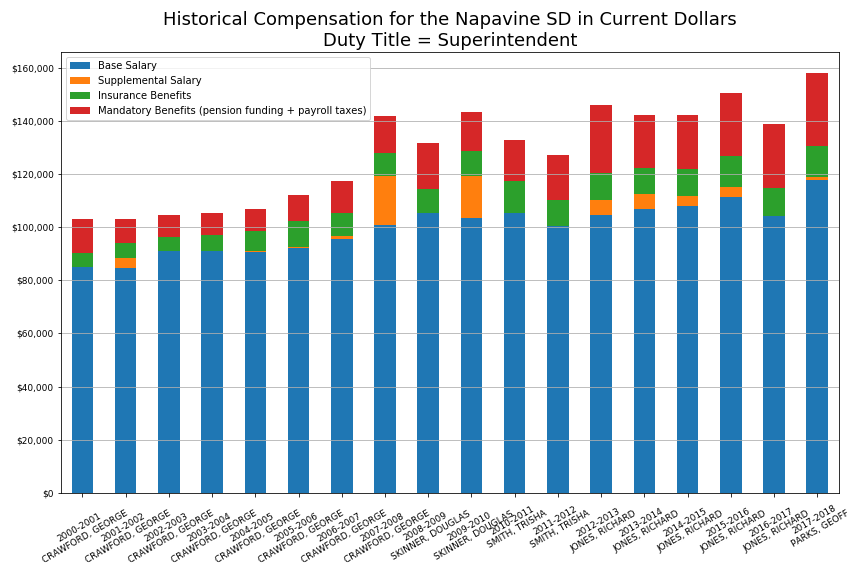 Historical Compensation for the Napavine SD in Current Dollars
Duty Title = Superintendent
Base Salary
Supplemental Salary
Insurance Benefits
Mandatory Benefits (pension funding + payroll taxes)
$160,000
$140,000
$120,000
$100,000
$80,000
$60,000
$40,000
$20,000
$0
2000-2001
CRAWFORD, GEORGE
2001-2002
CRAWFORD, GEORGE
2002-2003
CRAWFORD, GEORGE
2003-2004
CRAWFORD, GEORGE
2004-2005
CRAWFORD, GEORGE
2005-2006
CRAWFORD, GEORGE
2006-2007
CRAWFORD, GEORGE
2007-2008
CRAWFORD, GEORGE
2008-2009
SKINNER, DOUGLAS
2009-2010
SKINNER, DOUGLAS
2010-2011
SMITH, TRISHA
2011-2012
SMITH, TRISHA
2012-2013
JONES, RICHARD
2013-2014
JONES, RICHARD
2014-2015
JONES, RICHARD
2015-2016
JONES, RICHARD
2016-2017
JONES, RICHARD
2017-2018
PARKS, GEOFF